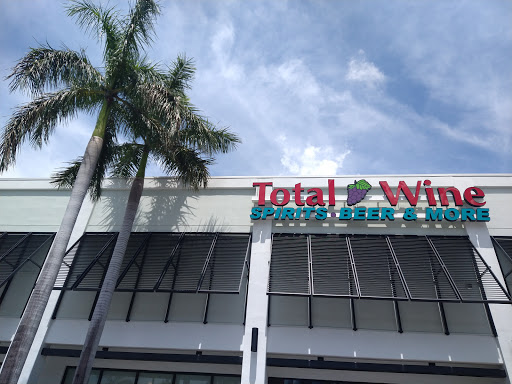 Total Wine
SPIRITS · BEER & MORE